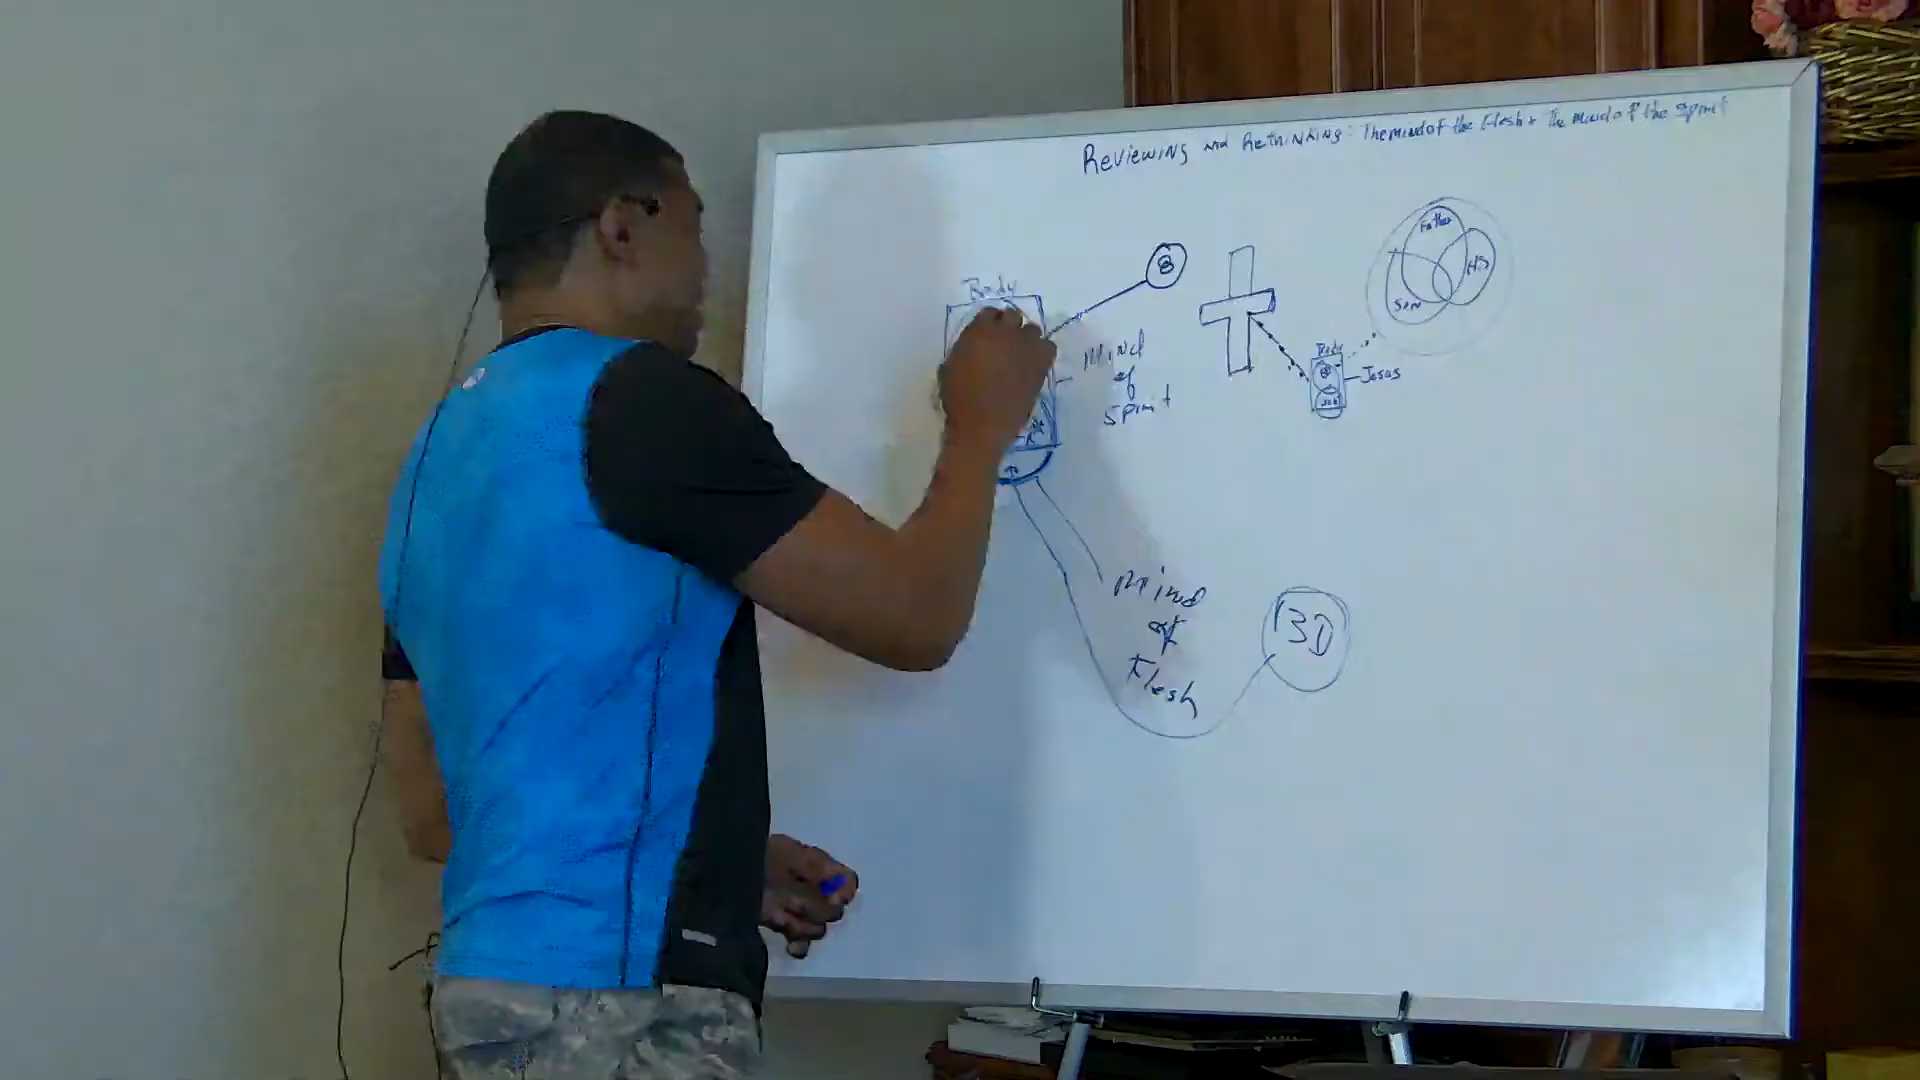 Reviewing and Rethinking: The mind of the flesh & The mind of the Spirit
Father
HS
Son
Body
B
Mind
of
Spirit
Body
Jesus
Mind
of
Flesh